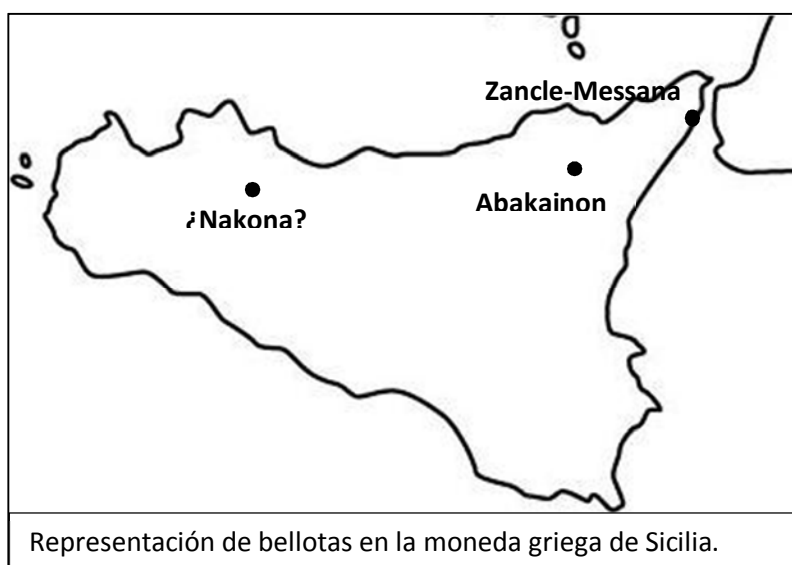 Zancle-Messana
Abakainon
¿Nakona?
Representación de bellotas en la moneda griega de Sicilia.